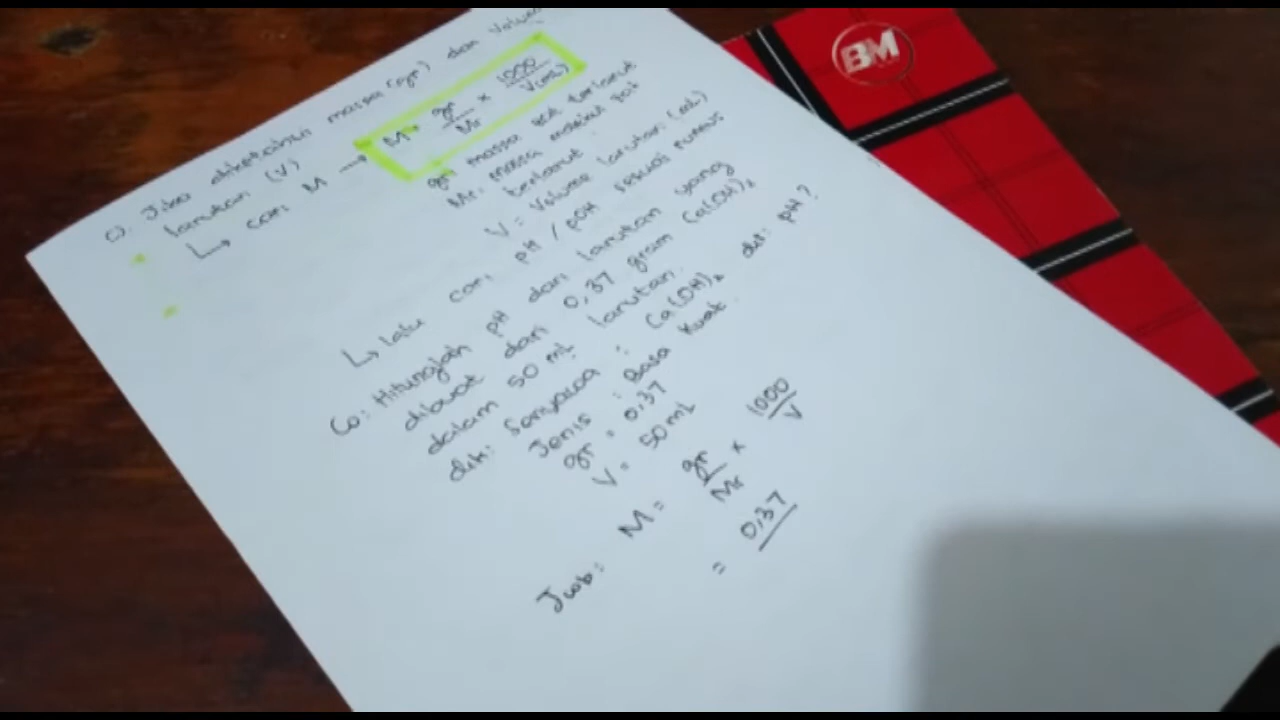 Jika diketahui massa (gr) dan Volume
larutan (V)
↳ cari M → M = gr/Mr × 1000/V(mL)
gr: massa zat terlarut
Mr: massa molekul zat
terlarut
V = Volume larutan (mL)
↳ lalu cari pH / pOH sesuai rumus
Co: Hitunglah pH dari larutan yang
dibuat dari 0,37 gram Ca(OH)₂
dalam 50 mL larutan.
dik: Senyawa : Ca(OH)₂ dit: pH?
Jenis : Basa Kuat.
gr = 0,37
V = 50 mL
Jwb: M = gr/Mr × 1000/V
= 0,37
BM